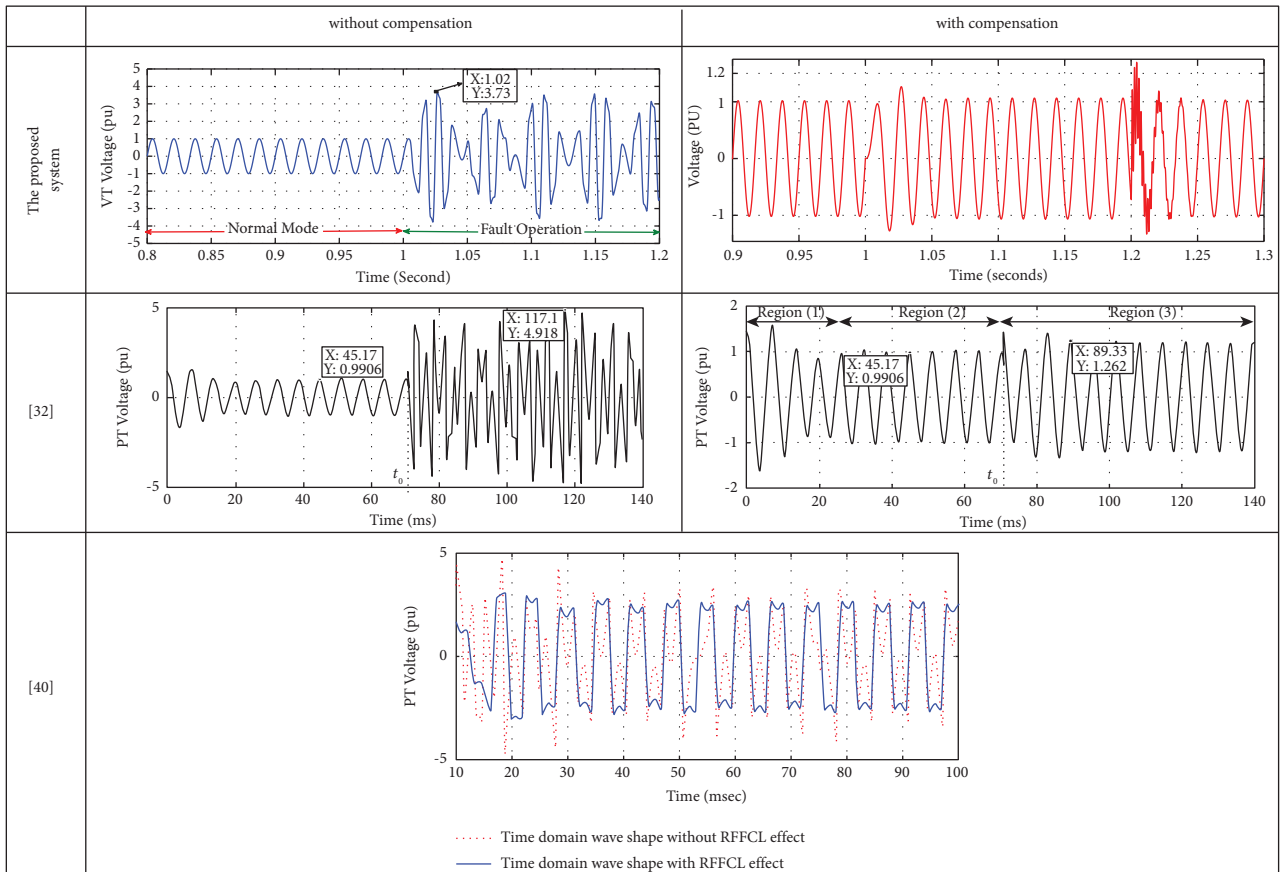 without compensation
with compensation
The proposed
system
VT Voltage (pu)
5
4
3
2
1
0
-1
-2
-3
-4
-5
X:1.02
Y:3.73
Normal Mode
Fault Operation
0.8
0.85
0.9
0.95
1
1.05
1.1
1.15
1.2
Time (Second)
Voltage (PU)
1.2
1
0
-1
0.9
0.95
1
1.05
1.1
1.15
1.2
1.25
1.3
Time (seconds)
[32]
PT Voltage (pu)
5
0
-5
X: 45.17
Y: 0.9906
X: 117.1
Y: 4.918
t0
0
20
40
60
80
100
120
140
Time (ms)
PT Voltage (pu)
2
1
0
-1
-2
Region (1)
Region (2)
Region (3)
X: 45.17
Y: 0.9906
X: 89.33
Y: 1.262
t0
0
20
40
60
80
100
120
140
Time (ms)
[40]
PT Voltage (pu)
5
0
-5
10
20
30
40
50
60
70
80
90
100
Time (msec)
Time domain wave shape without RFFCL effect
Time domain wave shape with RFFCL effect